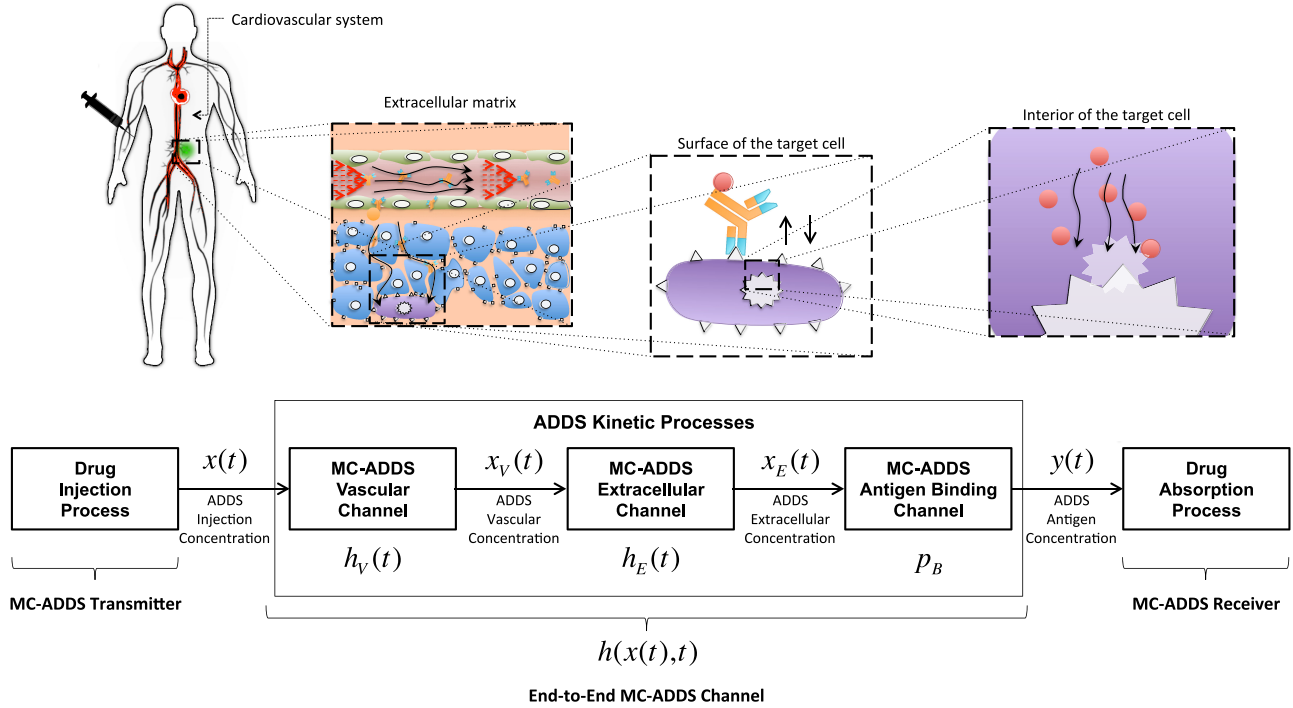 Cardiovascular system
Extracellular matrix
Surface of the target cell
Interior of the target cell
ADDS Kinetic Processes
Drug
Injection
Process
x(t)
ADDS
Injection
Concentration
MC-ADDS
Vascular
Channel
h_V(t)
x_V(t)
ADDS
Vascular
Concentration
MC-ADDS
Extracellular
Channel
h_E(t)
x_E(t)
ADDS
Extracellular
Concentration
MC-ADDS
Antigen Binding
Channel
p_B
y(t)
ADDS
Antigen
Concentration
Drug
Absorption
Process
MC-ADDS Transmitter
MC-ADDS Receiver
h(x(t),t)
End-to-End MC-ADDS Channel